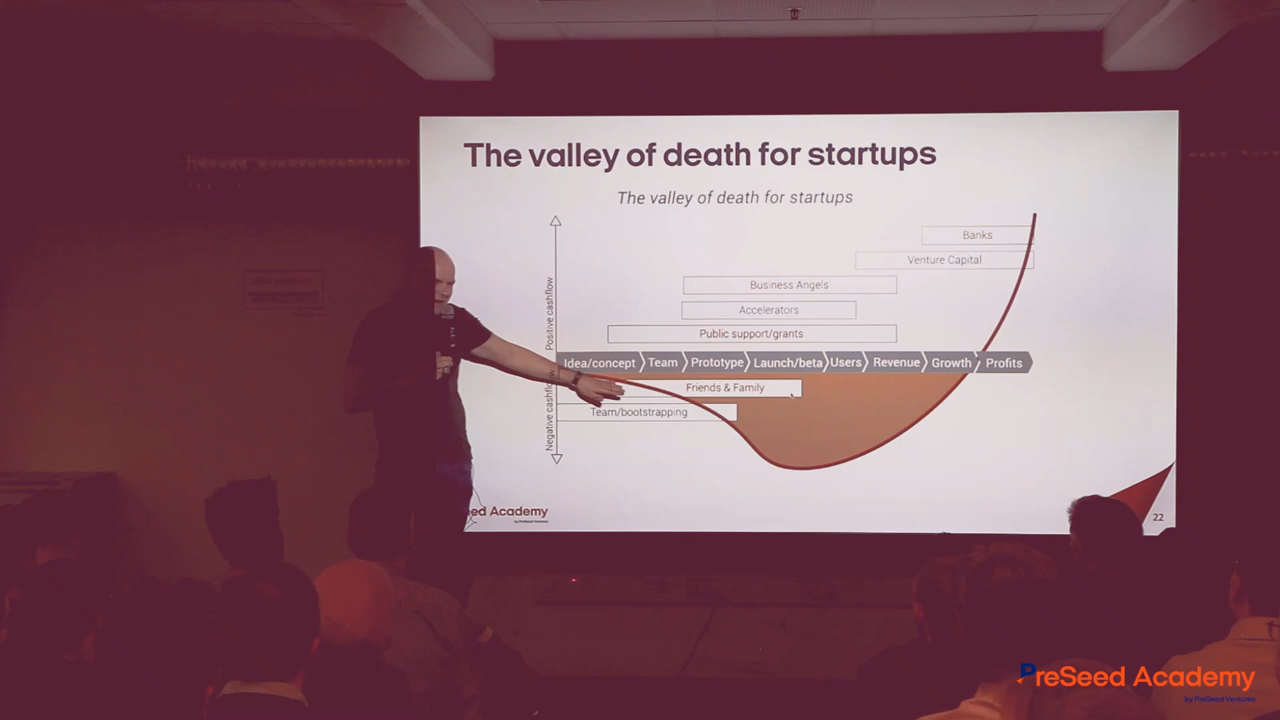 The valley of death for startups
The valley of death for startups
Banks
Venture Capital
Business Angels
Accelerators
Public support/grants
Positive cashflow
Idea/concept Team Prototype Launch/beta Users Revenue Growth Profits
Friends & Family
Team/bootstrapping
Negative cashflow
ed Academy
by PreSeed Ventures
22
PreSeed Academy
by PreSeed Ventures